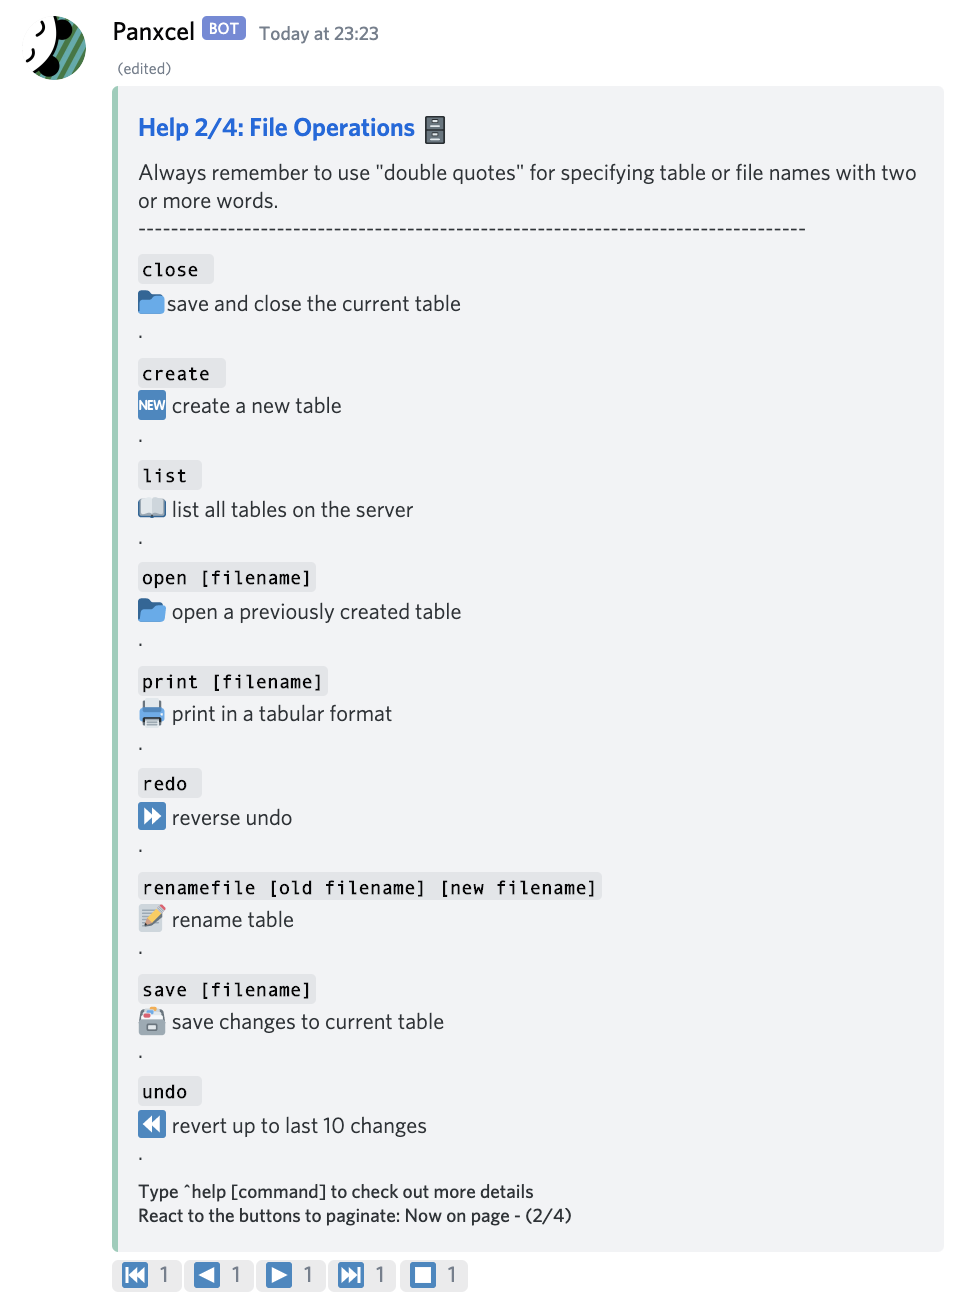 Panxcel BOT Today at 23:23
(edited)
Help 2/4: File Operations
Always remember to use "double quotes" for specifying table or file names with two
or more words.
----------------------------------------------------------------------------------
close
save and close the current table
.
create
NEW create a new table
.
list
list all tables on the server
.
open [filename]
open a previously created table
.
print [filename]
print in a tabular format
.
redo
reverse undo
.
renamefile [old filename] [new filename]
rename table
.
save [filename]
save changes to current table
.
undo
revert up to last 10 changes
.
Type ^help [command] to check out more details
React to the buttons to paginate: Now on page - (2/4)
1 1 1 1 1